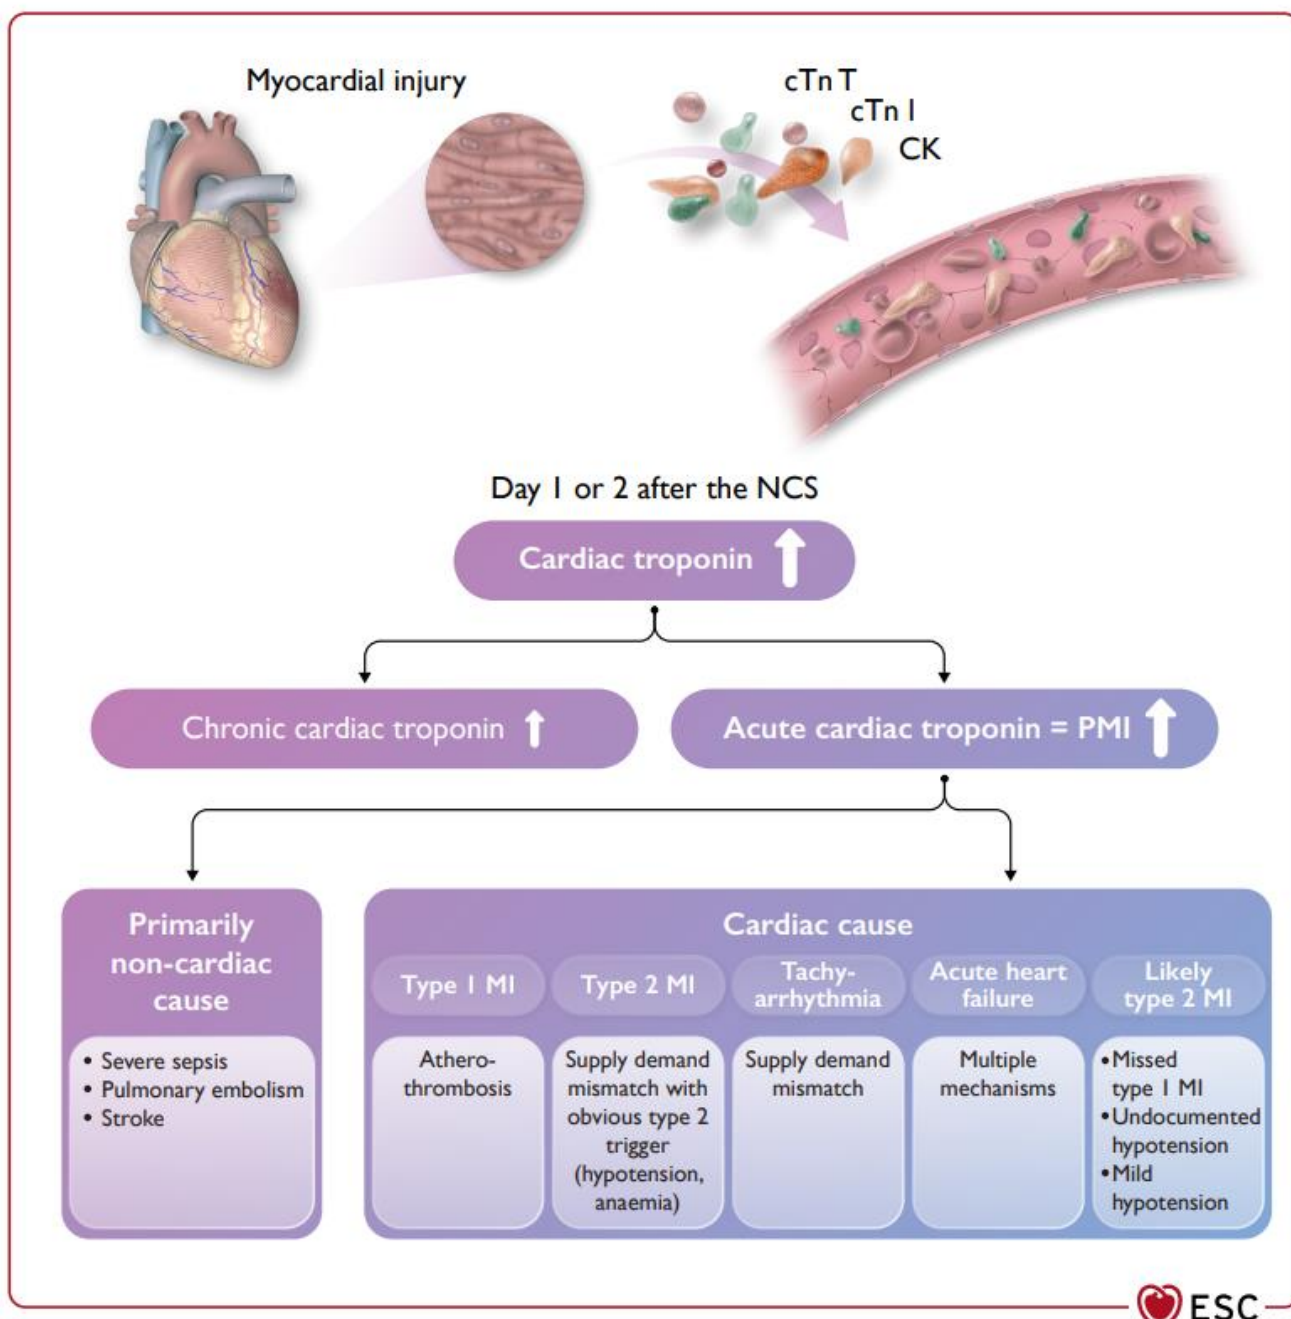 Myocardial injury
cTn T
cTn I
CK
Day 1 or 2 after the NCS
Cardiac troponin
Chronic cardiac troponin
Acute cardiac troponin = PMI
Primarily
non-cardiac
cause
• Severe sepsis
• Pulmonary embolism
• Stroke
Cardiac cause
Type 1 MI
Athero-
thrombosis
Type 2 MI
Supply demand
mismatch with
obvious type 2
trigger
(hypotension,
anaemia)
Tachy-
arrhythmia
Supply demand
mismatch
Acute heart
failure
Multiple
mechanisms
Likely
type 2 MI
•Missed
type 1 MI
•Undocumented
hypotension
•Mild
hypotension
ESC